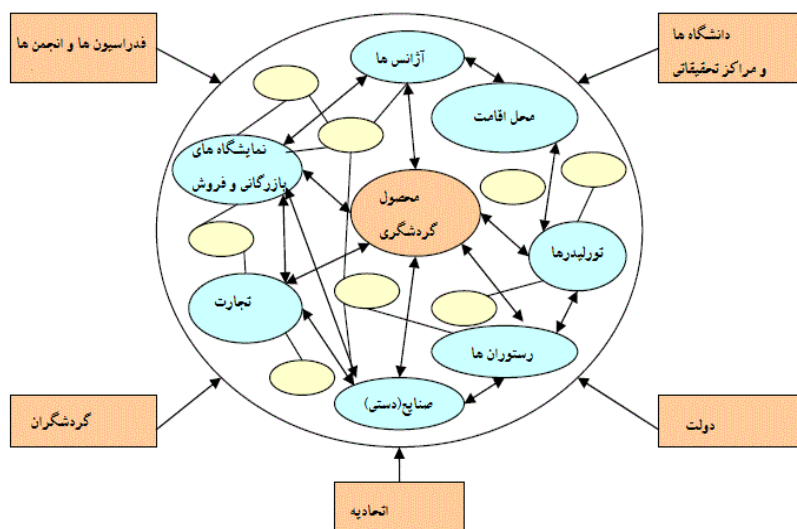 دانشگاه ها
و مراکز تحقیقاتی
فدراسیون ها و انجمن ها
آژانس ها
محل اقامت
نمایشگاه های
بازرگانی و فروش
محصول
گردشگری
تورلیدرها
تجارت
رستوران ها
صنایع(دستی)
دولت
گردشگران
اتحادیه